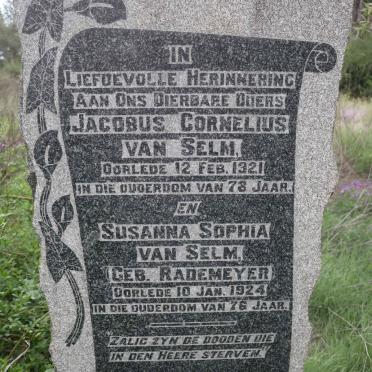 IN
LIEFDEVOLLE HERINNERING
AAN ONS DIERBARE OUERS
JACOBUS CORNELIUS
VAN SELM,
OORLEDE 12 FEB. 1921
IN DIE OUDERDOM VAN 78 JAAR.
EN
SUSANNA SOPHIA
VAN SELM,
(GEB. RADEMEYER)
OORLEDE 10 JAN. 1924
IN DIE OUDERDOM VAN 76 JAAR.
"ZALIG ZYN DE DOODEN DIE
IN DEN HEERE STERVEN."